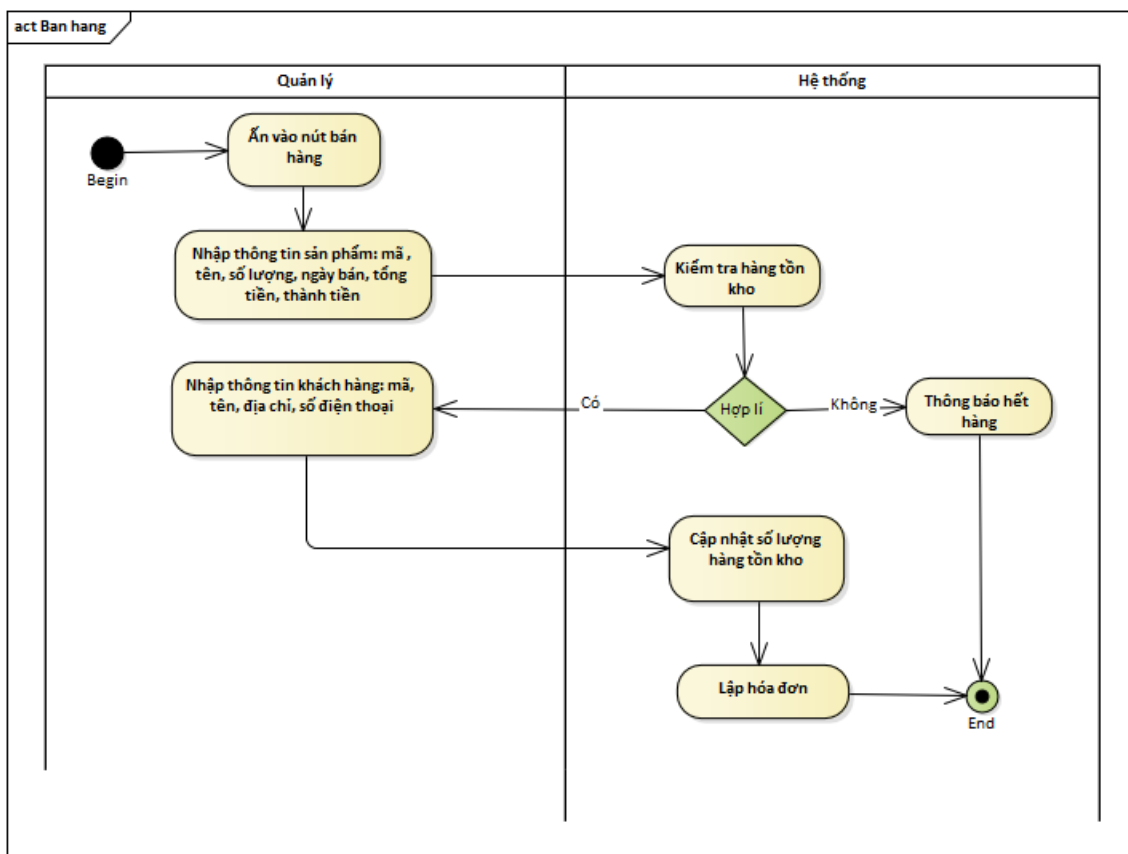 act Ban hang
Quản lý
Hệ thống
Begin
Ấn vào nút bán
hàng
Nhập thông tin sản phẩm: mã ,
tên, số lượng, ngày bán, tổng
tiền, thành tiền
Kiểm tra hàng tồn
kho
Nhập thông tin khách hàng: mã,
tên, địa chỉ, số điện thoại
Có
Hợp lí
Không
Thông báo hết
hàng
Cập nhật số lượng
hàng tồn kho
Lập hóa đơn
End